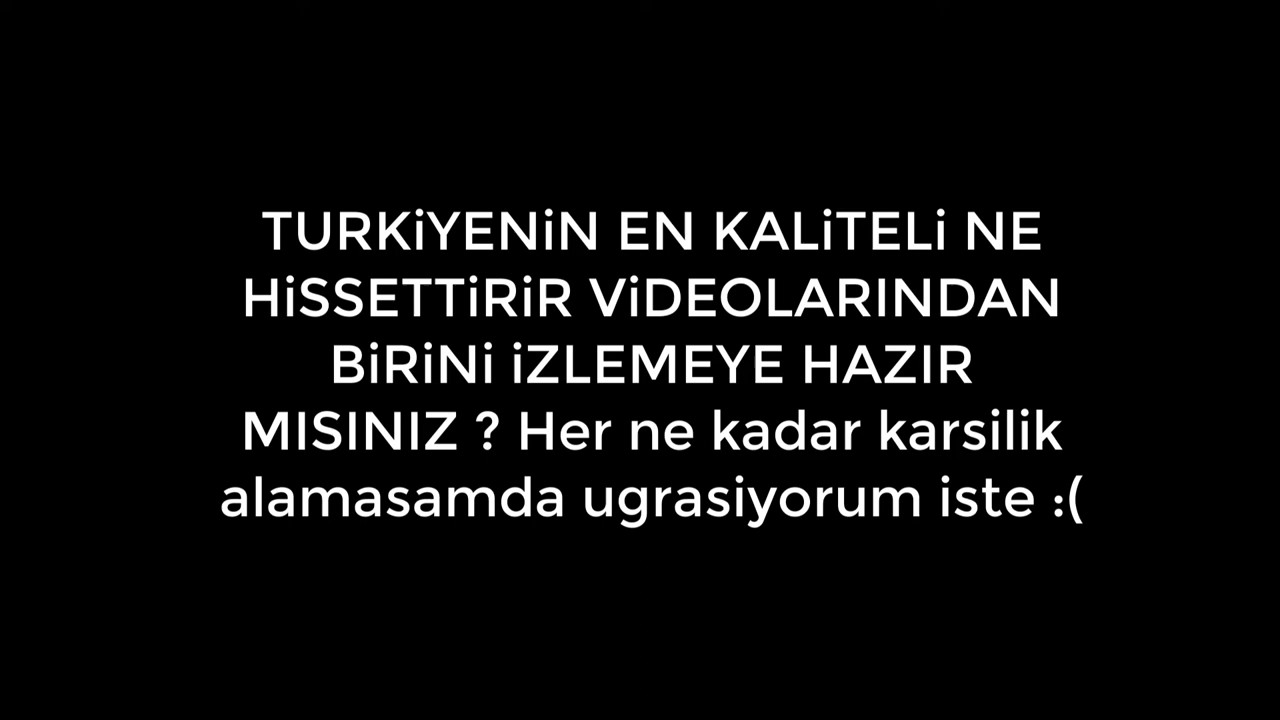 TURKiYENiN EN KALiTELi NE
HiSSETTiRiR ViDEOLARINDAN
BiRiNi iZLEMEYE HAZIR
MISINIZ ? Her ne kadar karsilik
alamasamda ugrasiyorum iste :(